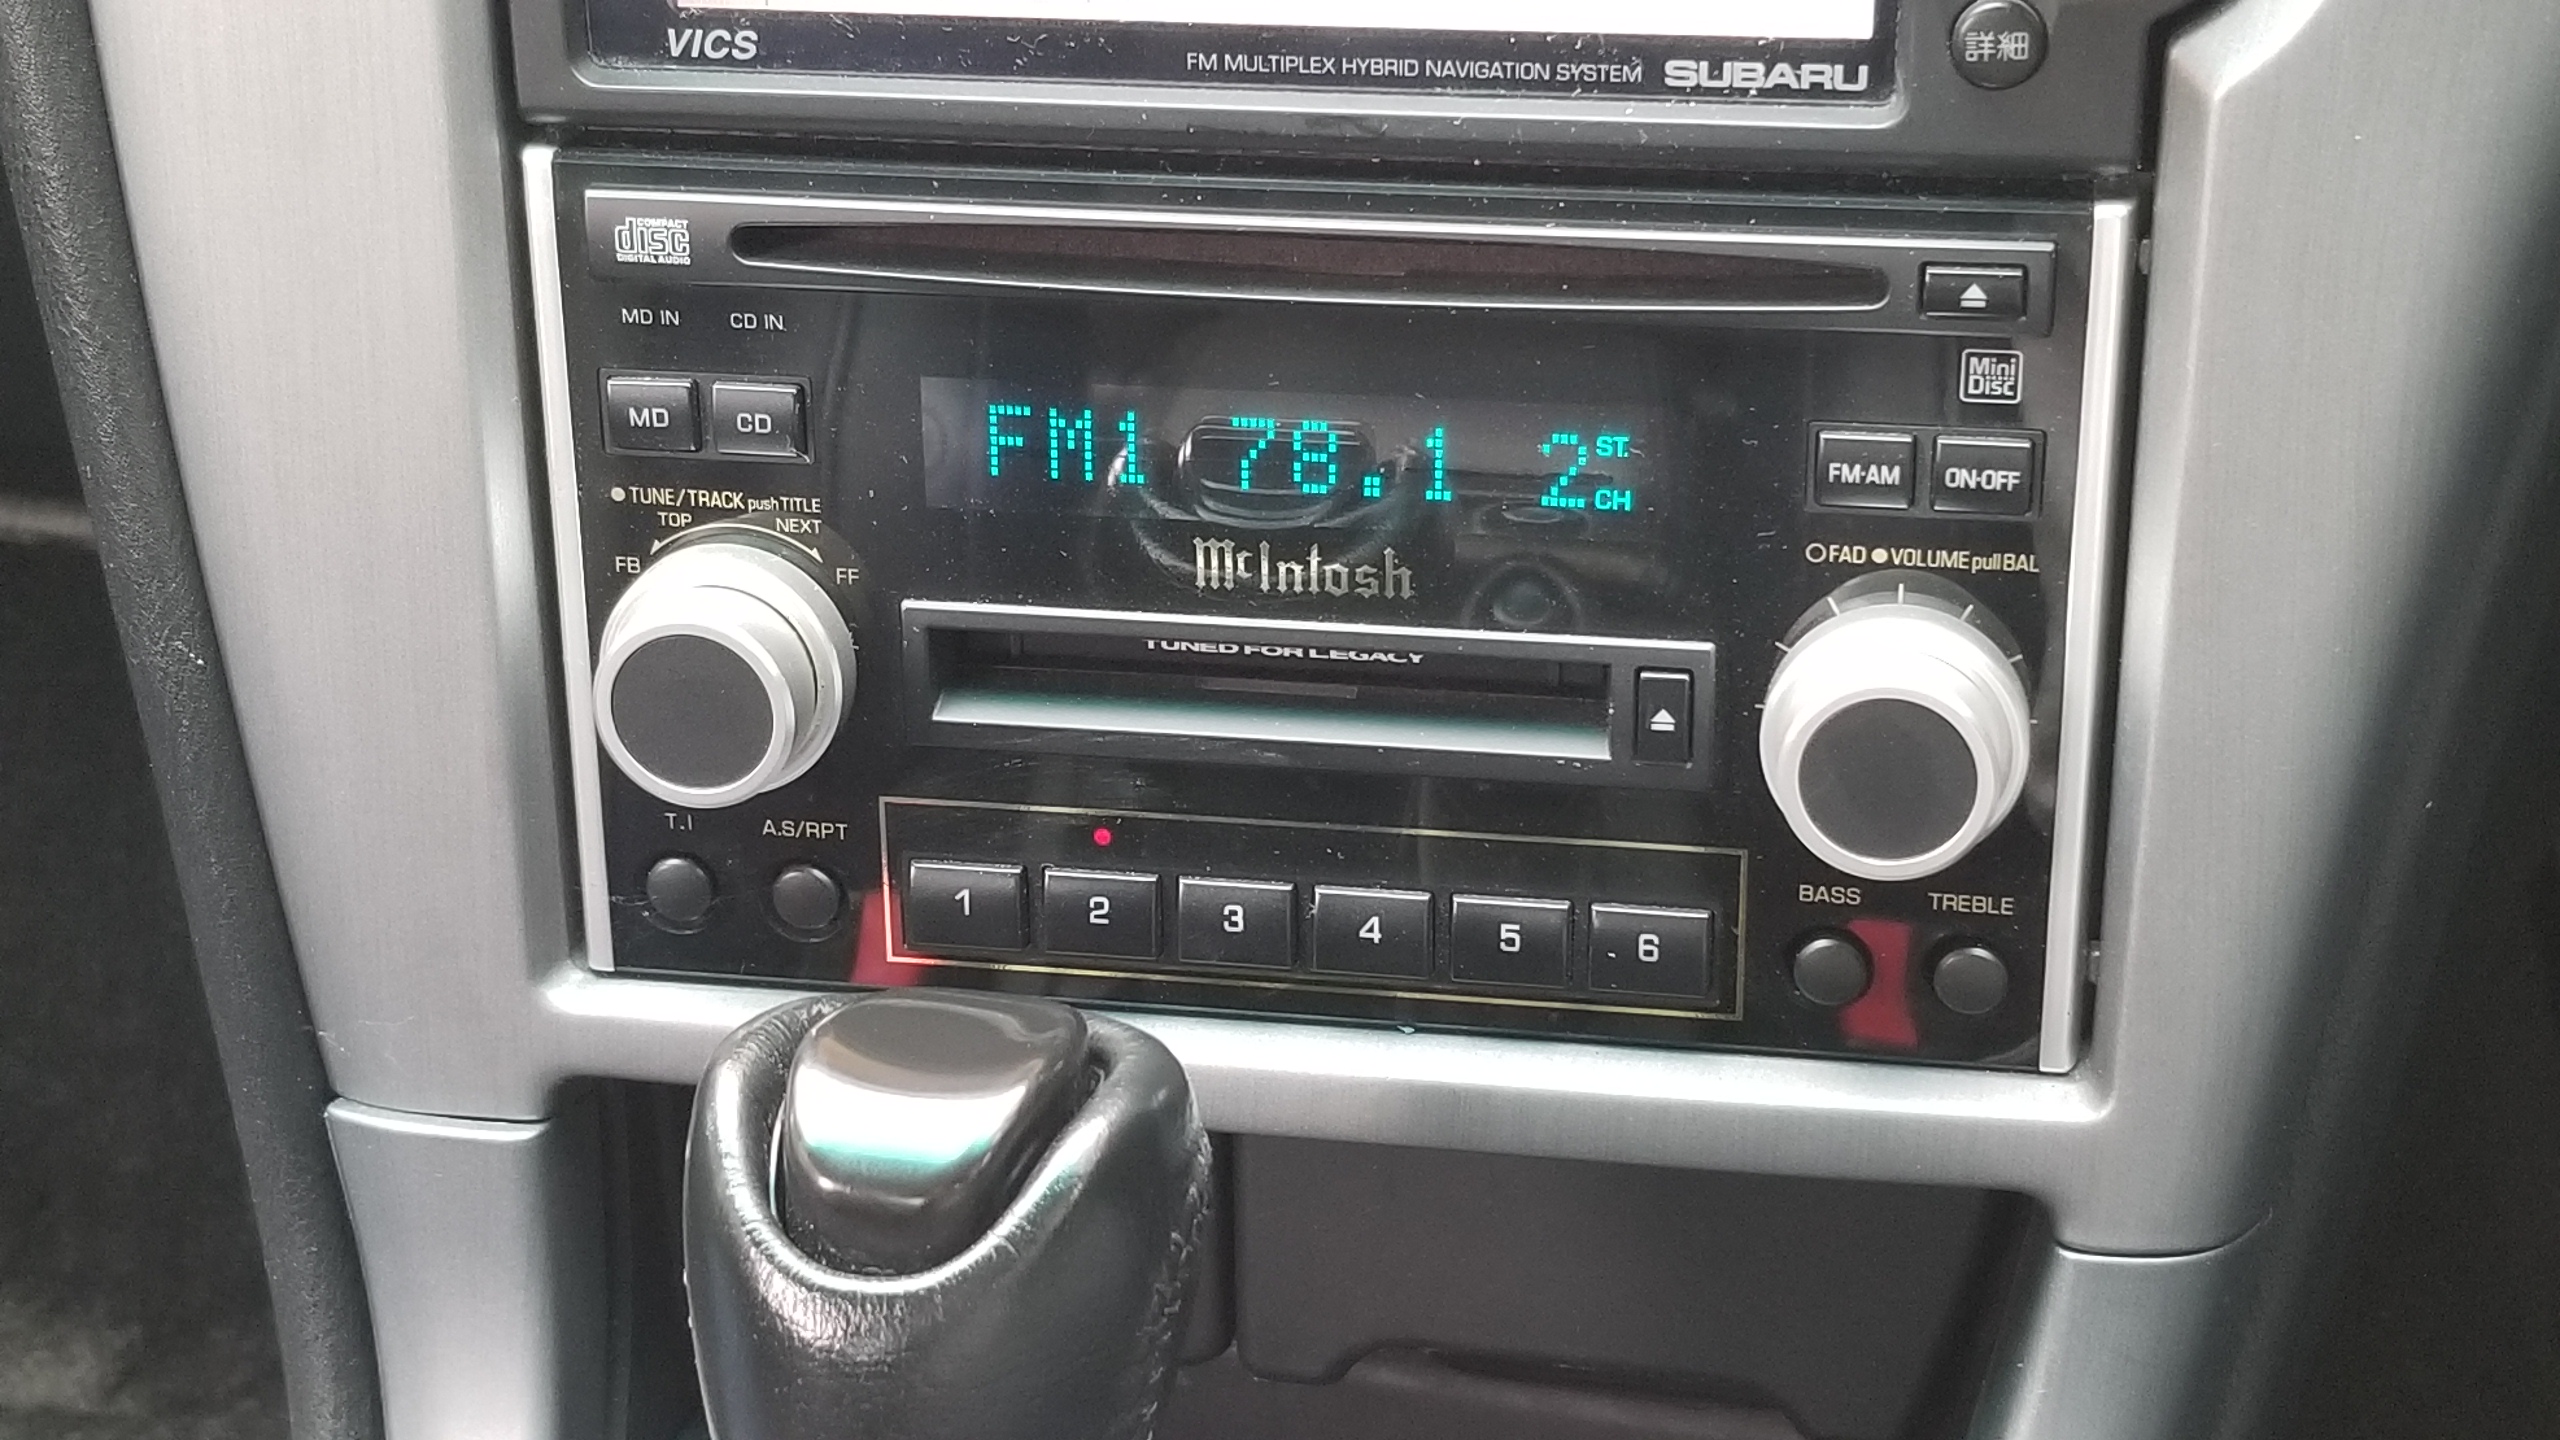 VICS
FM MULTIPLEX HYBRID NAVIGATION SYSTEM SUBARU
詳細
COMPACT
disc
DIGITAL AUDIO
MD IN CD IN
Mini
Disc
MD CD
FM1 78.1 2 ST.
CH
FM·AM ON·OFF
TUNE/TRACK push TITLE
TOP NEXT
FB FF
McIntosh
FAD VOLUME pull BAL
TUNED FOR LEGACY
T.I A.S/RPT
1 2 3 4 5 6
BASS TREBLE